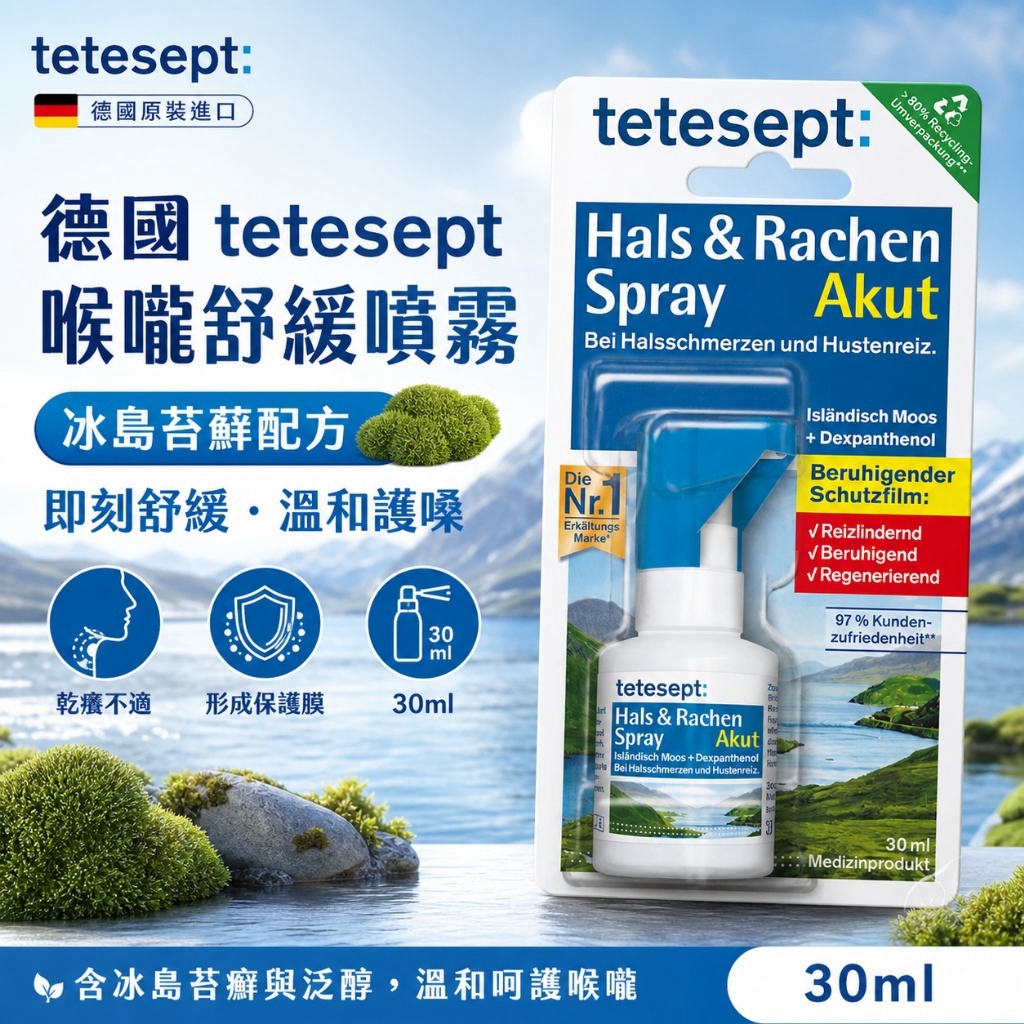 tetesept:
德國原裝進口
德國 tetesept
喉嚨舒緩噴霧
冰島苔蘚配方
即刻舒緩・溫和護嗓
30
ml
乾癢不適
形成保護膜
30ml
tetesept:
>80% Recycling-
Umverpackung**
Hals & Rachen
Spray Akut
Bei Halsschmerzen und Hustenreiz.
Isländisch Moos
+ Dexpanthenol
Beruhigender
Schutzfilm:
√ Reizlindernd
√ Beruhigend
√ Regenerierend
Die
Nr.1
Erkältungs
Marke*
97 % Kunden-
zufriedenheit**
tetesept:
Hals & Rachen
Spray Akut
Isländisch Moos + Dexpanthenol
Bei Halsschmerzen und Hustenreiz.
30 ml
Medizinprodukt
含冰島苔癬與泛醇，溫和呵護喉嚨
30ml